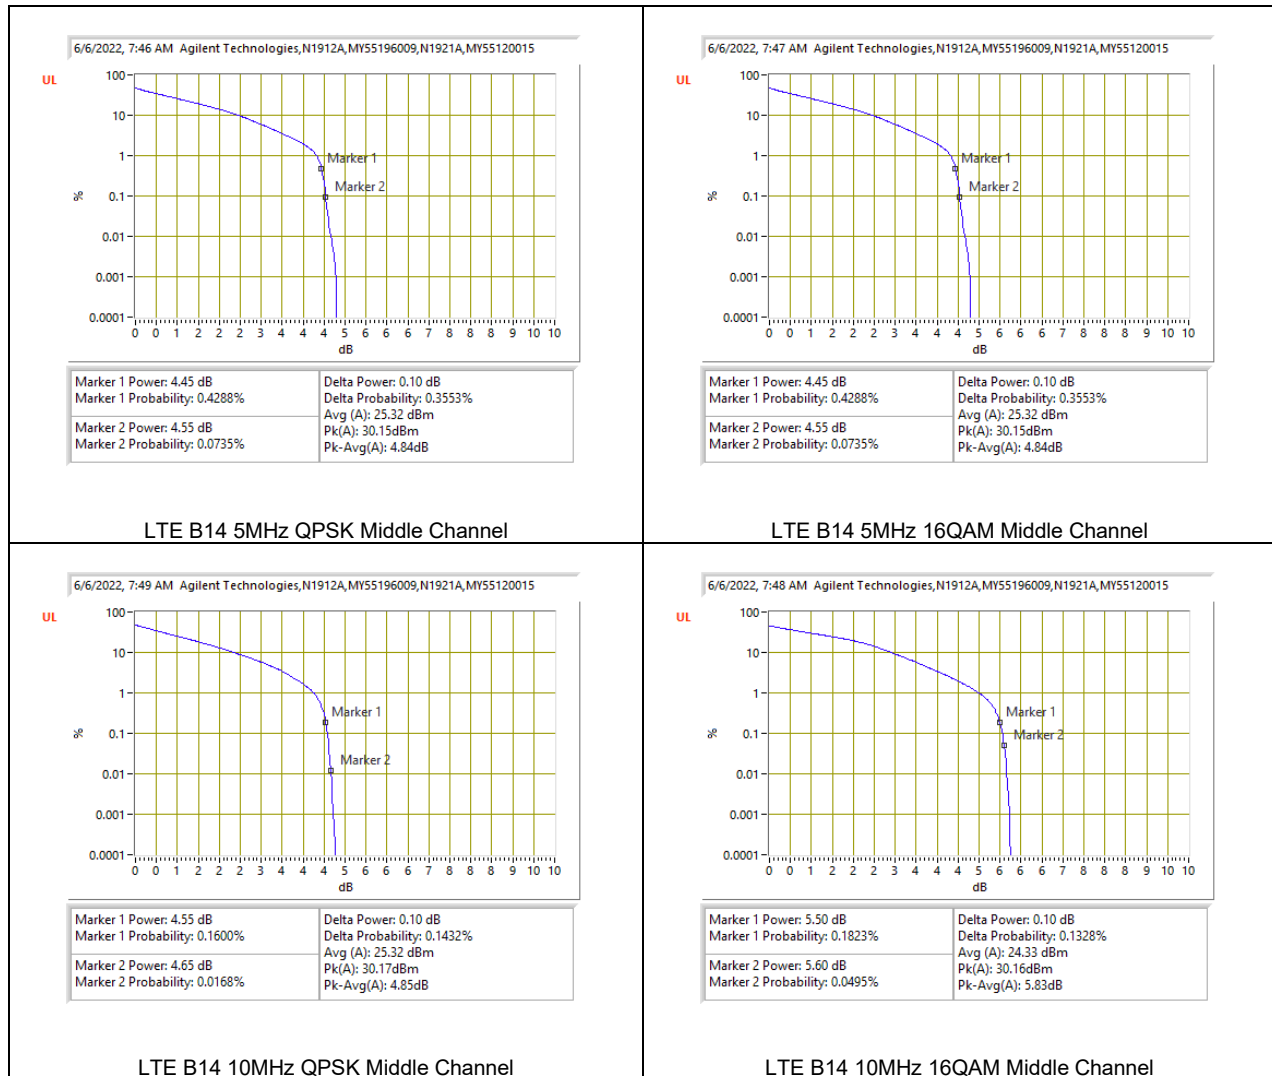 6/6/2022, 7:46 AM Agilent Technologies,N1912A,MY55196009,N1921A,MY55120015
UL
100
10
1
0.1
0.01
0.001
0.0001
%
Marker 1
Marker 2
0 0 1 2 2 2 3 4 4 4 5 5 6 6 7 8 8 8 9 10 10
dB
Marker 1 Power: 4.45 dB
Marker 1 Probability: 0.4288%
Marker 2 Power: 4.55 dB
Marker 2 Probability: 0.0735%
Delta Power: 0.10 dB
Delta Probability: 0.3553%
Avg (A): 25.32 dBm
Pk(A): 30.15dBm
Pk-Avg(A): 4.84dB
LTE B14 5MHz QPSK Middle Channel
6/6/2022, 7:47 AM Agilent Technologies,N1912A,MY55196009,N1921A,MY55120015
UL
100
10
1
0.1
0.01
0.001
0.0001
%
Marker 1
Marker 2
0 0 1 2 2 2 3 4 4 4 5 6 6 6 7 8 8 8 9 10 10
dB
Marker 1 Power: 4.45 dB
Marker 1 Probability: 0.4288%
Marker 2 Power: 4.55 dB
Marker 2 Probability: 0.0735%
Delta Power: 0.10 dB
Delta Probability: 0.3553%
Avg (A): 25.32 dBm
Pk(A): 30.15dBm
Pk-Avg(A): 4.84dB
LTE B14 5MHz 16QAM Middle Channel
6/6/2022, 7:49 AM Agilent Technologies,N1912A,MY55196009,N1921A,MY55120015
UL
100
10
1
0.1
0.01
0.001
0.0001
%
Marker 1
Marker 2
0 0 1 2 2 2 3 4 4 4 5 5 6 6 7 8 8 8 9 10 10
dB
Marker 1 Power: 4.55 dB
Marker 1 Probability: 0.1600%
Marker 2 Power: 4.65 dB
Marker 2 Probability: 0.0168%
Delta Power: 0.10 dB
Delta Probability: 0.1432%
Avg (A): 25.32 dBm
Pk(A): 30.17dBm
Pk-Avg(A): 4.85dB
LTE B14 10MHz QPSK Middle Channel
6/6/2022, 7:48 AM Agilent Technologies,N1912A,MY55196009,N1921A,MY55120015
UL
100
10
1
0.1
0.01
0.001
0.0001
%
Marker 1
Marker 2
0 0 1 2 2 2 3 4 4 4 5 6 6 6 7 8 8 8 9 10 10
dB
Marker 1 Power: 5.50 dB
Marker 1 Probability: 0.1823%
Marker 2 Power: 5.60 dB
Marker 2 Probability: 0.0495%
Delta Power: 0.10 dB
Delta Probability: 0.1328%
Avg (A): 24.33 dBm
Pk(A): 30.16dBm
Pk-Avg(A): 5.83dB
LTE B14 10MHz 16QAM Middle Channel